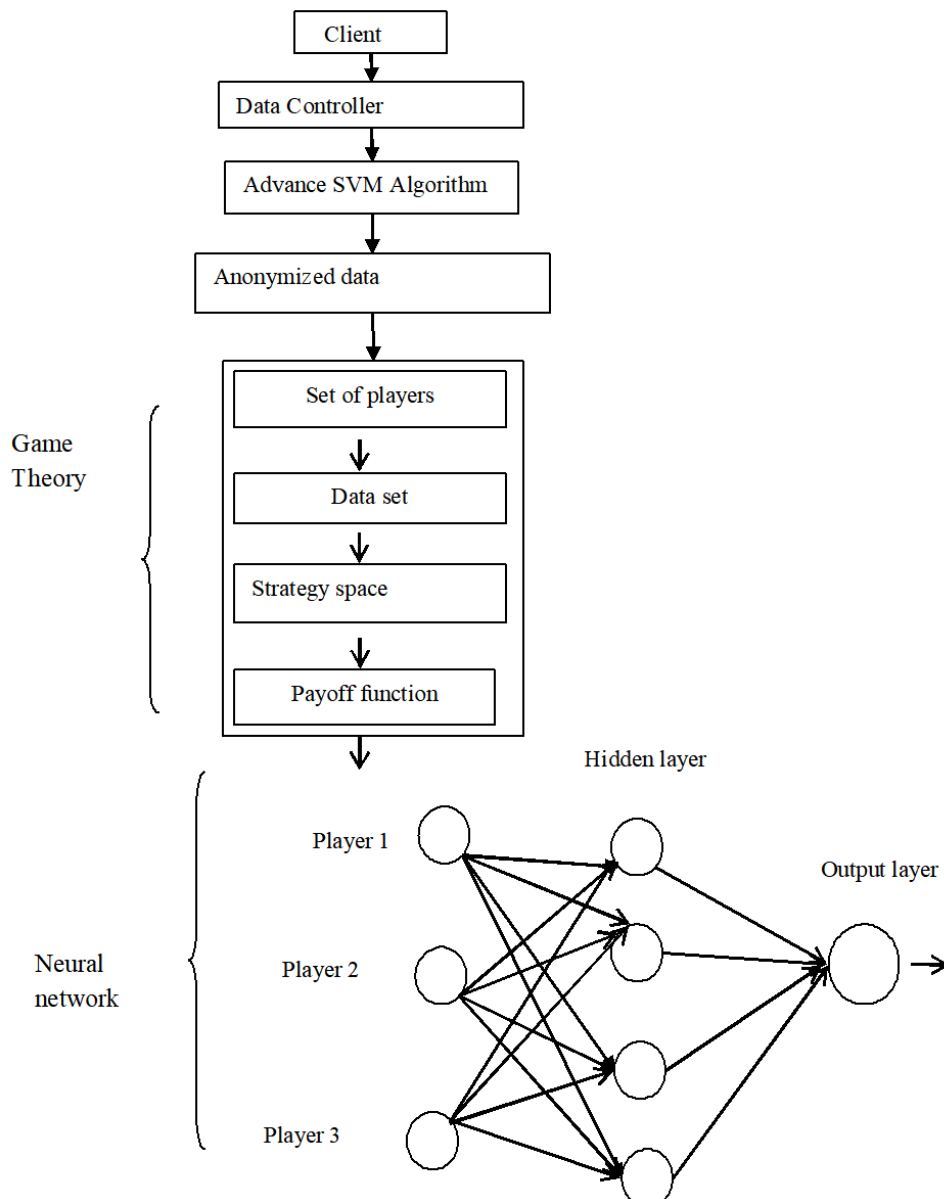 Client
Data Controller
Advance SVM Algorithm
Anonymized data
Set of players
Game
Theory
Data set
Strategy space
Payoff function
Hidden layer
Player 1
Output layer
Player 2
Neural
network
Player 3